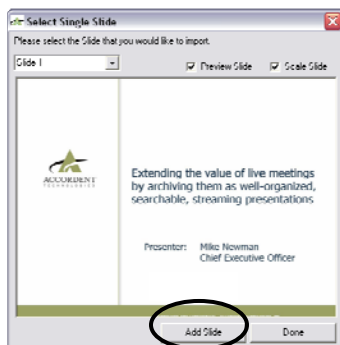 Select Single Slide
Please select the Slide that you would like to import.
Slide 1
Preview Slide
Scale Slide
ACCORDENT
TECHNOLOGIES
Extending the value of live meetings
by archiving them as well-organized,
searchable, streaming presentations
Presenter: Mike Newman
Chief Executive Officer
Add Slide
Done